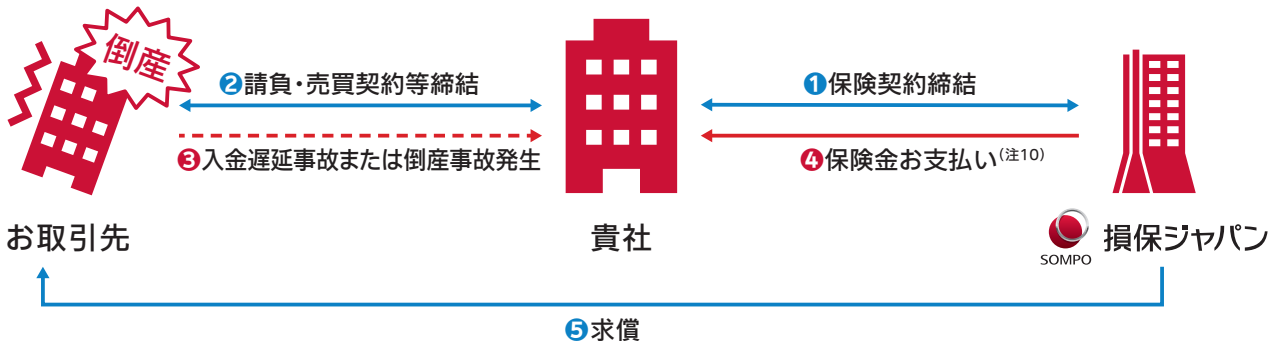 倒産
❷請負・売買契約等締結
❶保険契約締結
❸入金遅延事故または倒産事故発生
❹保険金お支払い(注10)
お取引先
貴社
SOMPO
損保ジャパン
❺求償